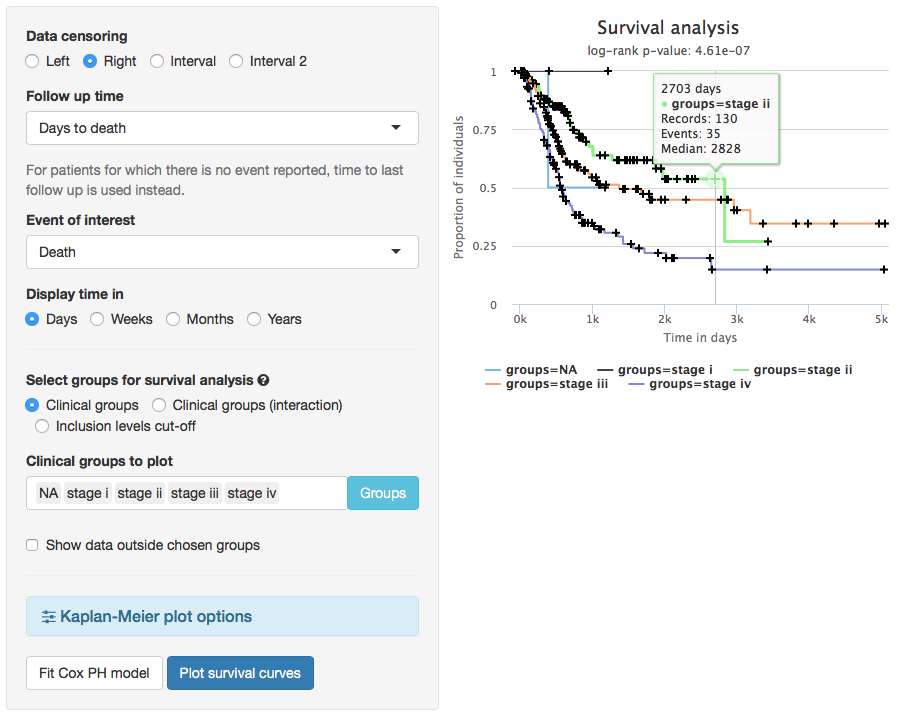 Data censoring
Left Right Interval Interval 2
Follow up time
Days to death
For patients for which there is no event reported, time to last
follow up is used instead.
Event of interest
Death
Display time in
Days Weeks Months Years
Select groups for survival analysis ?
Clinical groups Clinical groups (interaction)
Inclusion levels cut-off
Clinical groups to plot
NA stage i stage ii stage iii stage iv Groups
Show data outside chosen groups
Kaplan-Meier plot options
Fit Cox PH model Plot survival curves
Survival analysis
log-rank p-value: 4.61e-07
Proportion of individuals
1
0.75
0.5
0.25
0
2703 days
groups=stage ii
Records: 130
Events: 35
Median: 2828
0k 1k 2k 3k 4k 5k
Time in days
groups=NA groups=stage i groups=stage ii
groups=stage iii groups=stage iv